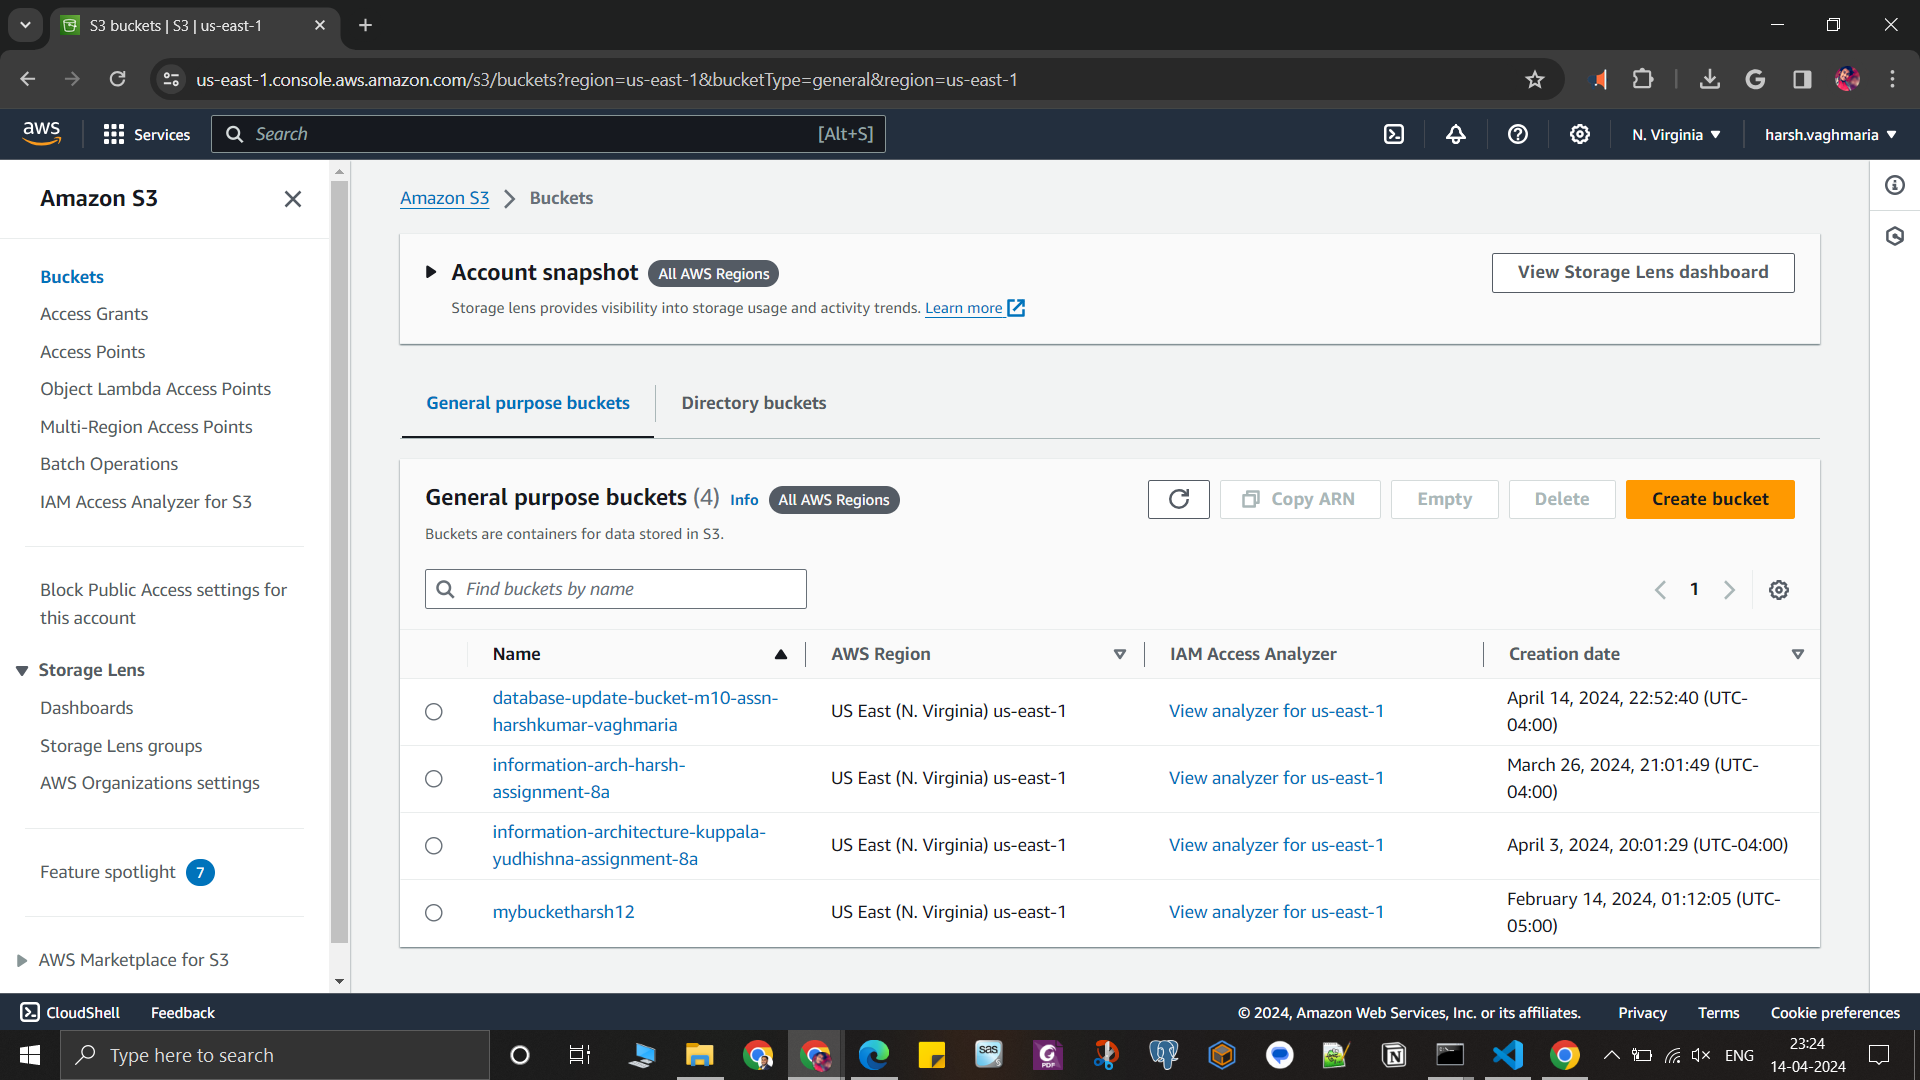 S3 buckets | S3 | us-east-1
us-east-1.console.aws.amazon.com/s3/buckets?region=us-east-1&bucketType=general&region=us-east-1
aws
Services
Search
[Alt+S]
N. Virginia
harsh.vaghmaria
Amazon S3
Buckets
Access Grants
Access Points
Object Lambda Access Points
Multi-Region Access Points
Batch Operations
IAM Access Analyzer for S3
Block Public Access settings for
this account
Storage Lens
Dashboards
Storage Lens groups
AWS Organizations settings
Feature spotlight 7
AWS Marketplace for S3
Amazon S3
Buckets
Account snapshot All AWS Regions
View Storage Lens dashboard
Storage lens provides visibility into storage usage and activity trends. Learn more
General purpose buckets
Directory buckets
General purpose buckets (4) Info All AWS Regions
Copy ARN
Empty
Delete
Create bucket
Buckets are containers for data stored in S3.
Find buckets by name
1
Name
AWS Region
IAM Access Analyzer
Creation date
database-update-bucket-m10-assn-
harshkumar-vaghmaria
US East (N. Virginia) us-east-1
View analyzer for us-east-1
April 14, 2024, 22:52:40 (UTC-
04:00)
information-arch-harsh-
assignment-8a
US East (N. Virginia) us-east-1
View analyzer for us-east-1
March 26, 2024, 21:01:49 (UTC-
04:00)
information-architecture-kuppala-
yudhishna-assignment-8a
US East (N. Virginia) us-east-1
View analyzer for us-east-1
April 3, 2024, 20:01:29 (UTC-04:00)
mybucketharsh12
US East (N. Virginia) us-east-1
View analyzer for us-east-1
February 14, 2024, 01:12:05 (UTC-
05:00)
CloudShell
Feedback
© 2024, Amazon Web Services, Inc. or its affiliates.
Privacy
Terms
Cookie preferences
Type here to search
sas
PDF
ENG
23:24
14-04-2024